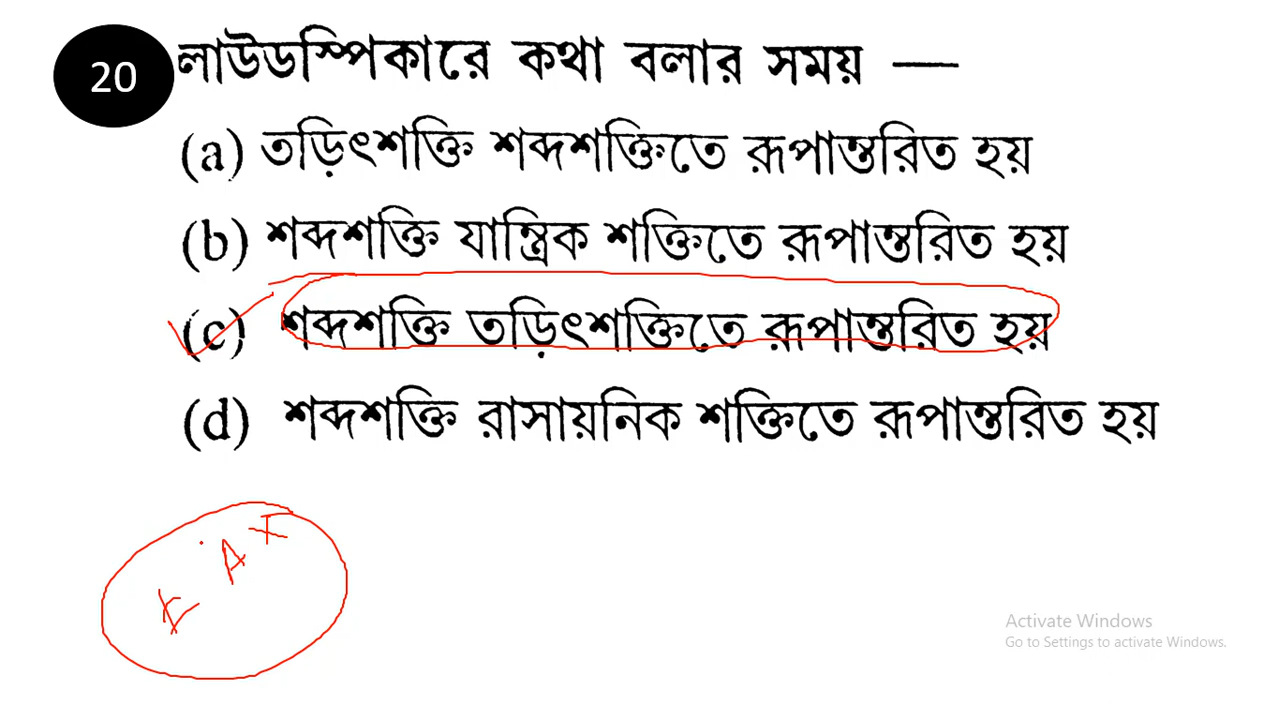 20 লাউডস্পিকারে কথা বলার সময় —
(a) তড়িৎশক্তি শব্দশক্তিতে রূপান্তরিত হয়
(b) শব্দশক্তি যান্ত্রিক শক্তিতে রূপান্তরিত হয়
(c) শব্দশক্তি তড়িৎশক্তিতে রূপান্তরিত হয়
(d) শব্দশক্তি রাসায়নিক শক্তিতে রূপান্তরিত হয়
Activate Windows
Go to Settings to activate Windows.